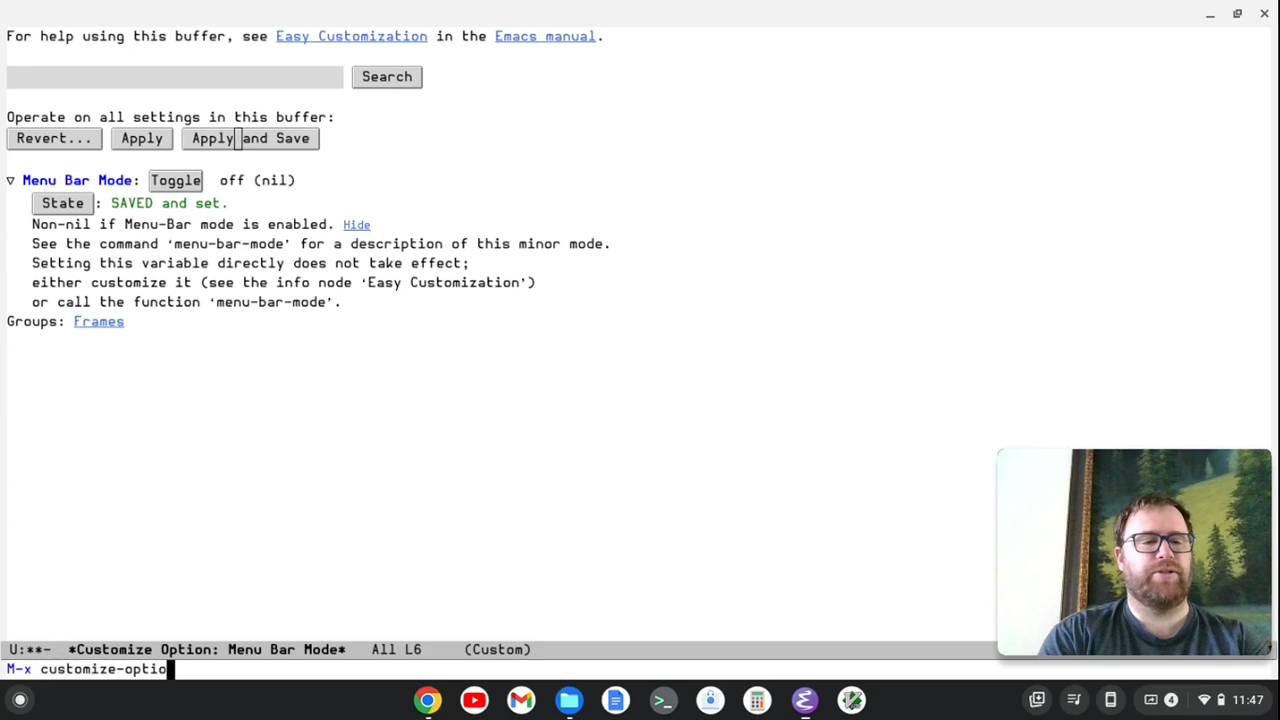 For help using this buffer, see Easy Customization in the Emacs manual.
Search
Operate on all settings in this buffer:
Revert... Apply Apply and Save
▽ Menu Bar Mode: Toggle off (nil)
State : SAVED and set.
Non-nil if Menu-Bar mode is enabled. Hide
See the command ‘menu-bar-mode’ for a description of this minor mode.
Setting this variable directly does not take effect;
either customize it (see the info node ‘Easy Customization’)
or call the function ‘menu-bar-mode’.
Groups: Frames
U:**- *Customize Option: Menu Bar Mode* All L6 (Custom)
M-x customize-optio
4 11:47